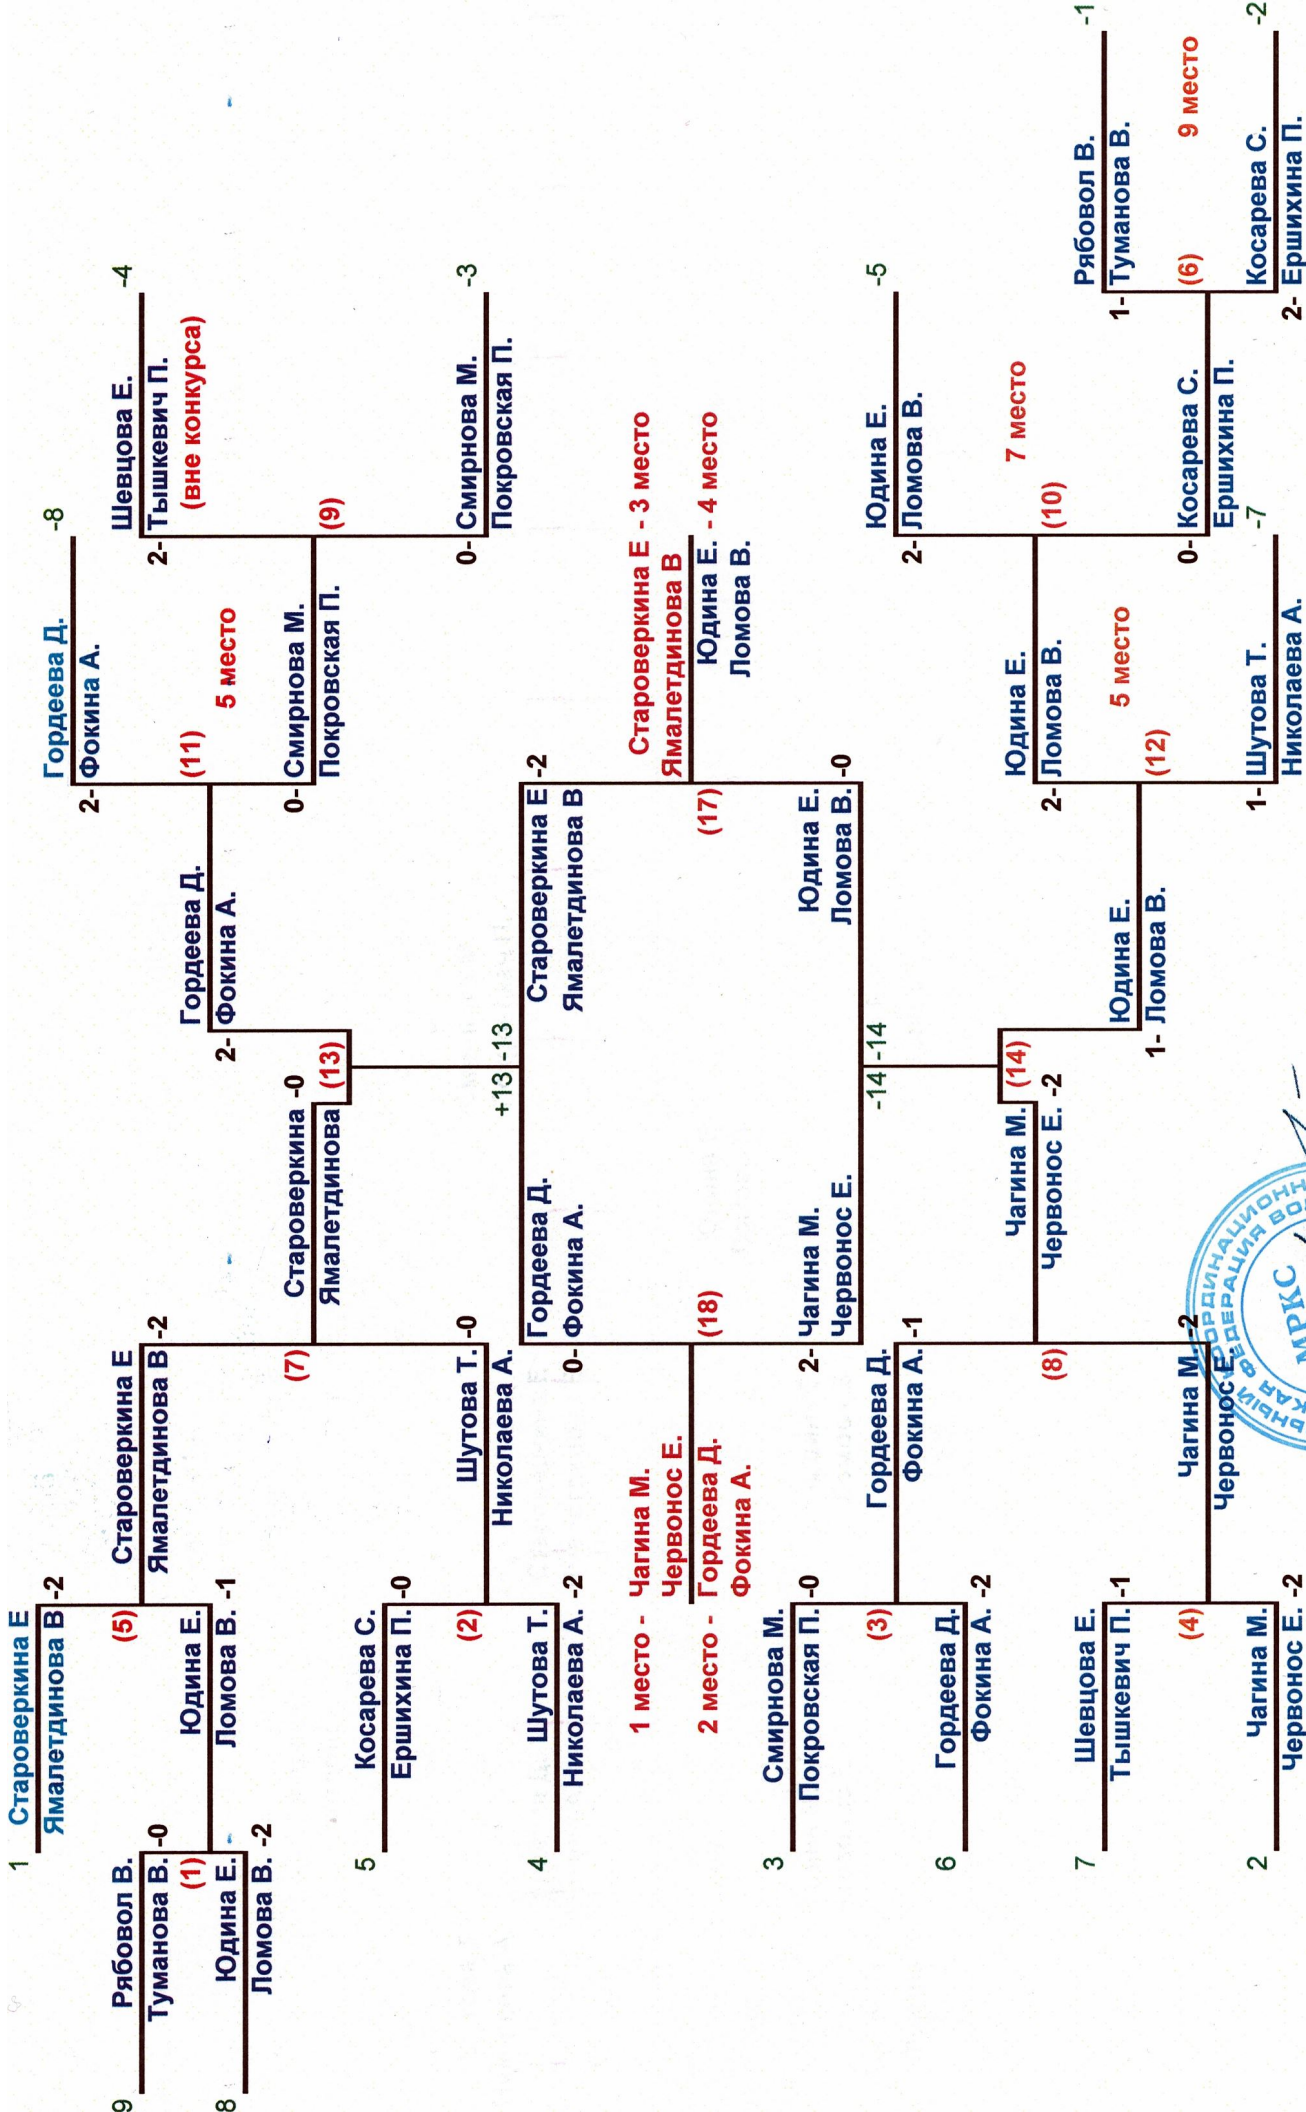 1
Староверкина Е
Ямалетдинова В -2
(5)
Староверкина Е
Ямалетдинова В -2
9
Рябовол В.
Туманова В. -0
(1)
8
Юдина Е.
Ломова В. -2
Юдина Е.
Ломова В. -1
(7)
Староверкина -0
Ямалетдинова
(13)
5
Косарева С.
Ершихина П. -0
(2)
4
Шутова Т.
Николаева А. -2
Шутова Т. -0
Николаева А.
Гордеева Д. -8
2- Фокина А.
(11)
5 место
Гордеева Д.
2- Фокина А.
Шевцова Е. -4
2- Тышкевич П.
(вне конкурса)
(9)
0- Смирнова М.
Покровская П.
0- Смирнова М. -3
Покровская П.
+13 -13
Гордеева Д.
0- Фокина А.
Староверкина Е -2
Ямалетдинова В
1 место - Чагина М.
Червонос Е.
2 место - Гордеева Д.
Фокина А.
(18)
(17)
Староверкина Е - 3 место
Ямалетдинова В
Юдина Е. - 4 место
Ломова В.
2- Чагина М.
Червонос Е.
Юдина Е.
Ломова В. -0
-14 -14
3
Смирнова М.
Покровская П. -0
(3)
6
Гордеева Д.
Фокина А. -2
Гордеева Д.
Фокина А. -1
(8)
7
Шевцова Е.
Тышкевич П. -1
(4)
2
Чагина М.
Червонос Е. -2
Чагина М. -2
Червонос Е.
Чагина М.
Червонос Е. -2
(14)
Юдина Е.
1- Ломова В.
Юдина Е.
2- Ломова В.
5 место
(12)
1- Шутова Т. -7
Николаева А.
Юдина Е. -5
2- Ломова В.
7 место
(10)
0- Косарева С.
Ершихина П.
Рябовол В. -1
1- Туманова В.
(6)
9 место
Косарева С. -2
2- Ершихина П.
МРКС